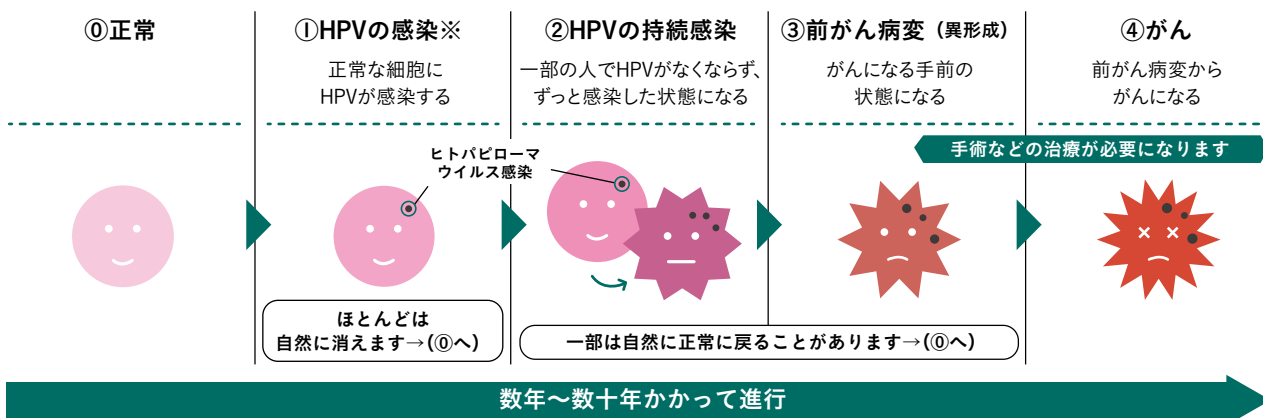 ⓪正常
①HPVの感染※
正常な細胞に
HPVが感染する
②HPVの持続感染
一部の人でHPVがなくならず、
ずっと感染した状態になる
③前がん病変（異形成）
がんになる手前の
状態になる
④がん
前がん病変から
がんになる
手術などの治療が必要になります
ヒトパピローマ
ウイルス感染
ほとんどは
自然に消えます→(⓪へ)
一部は自然に正常に戻ることがあります→(⓪へ)
数年～数十年かかって進行